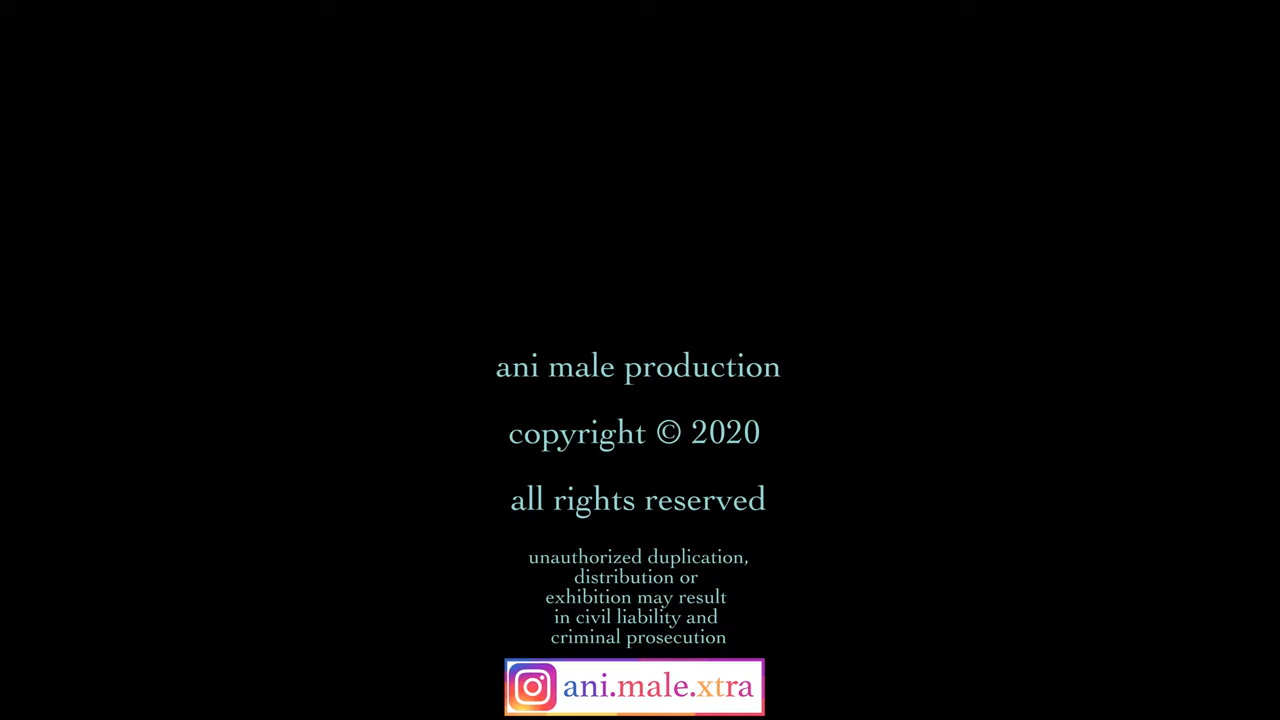 ani male production
copyright © 2020
all rights reserved
unauthorized duplication,
distribution or
exhibition may result
in civil liability and
criminal prosecution
ani.male.xtra